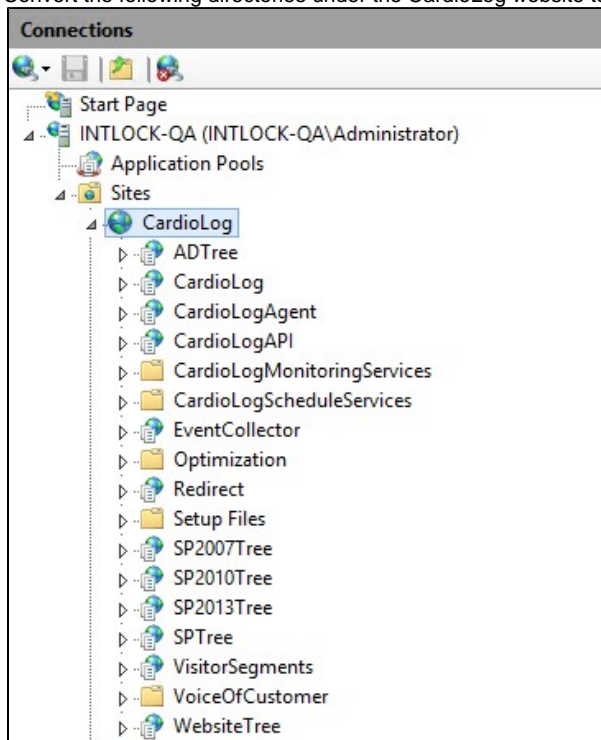 Convert the following directories under the CardioLog website t
Connections
Start Page
INTLOCK-QA (INTLOCK-QA\Administrator)
Application Pools
Sites
CardioLog
ADTree
CardioLog
CardioLogAgent
CardioLogAPI
CardioLogMonitoringServices
CardioLogScheduleServices
EventCollector
Optimization
Redirect
Setup Files
SP2007Tree
SP2010Tree
SP2013Tree
SPTree
VisitorSegments
VoiceOfCustomer
WebsiteTree